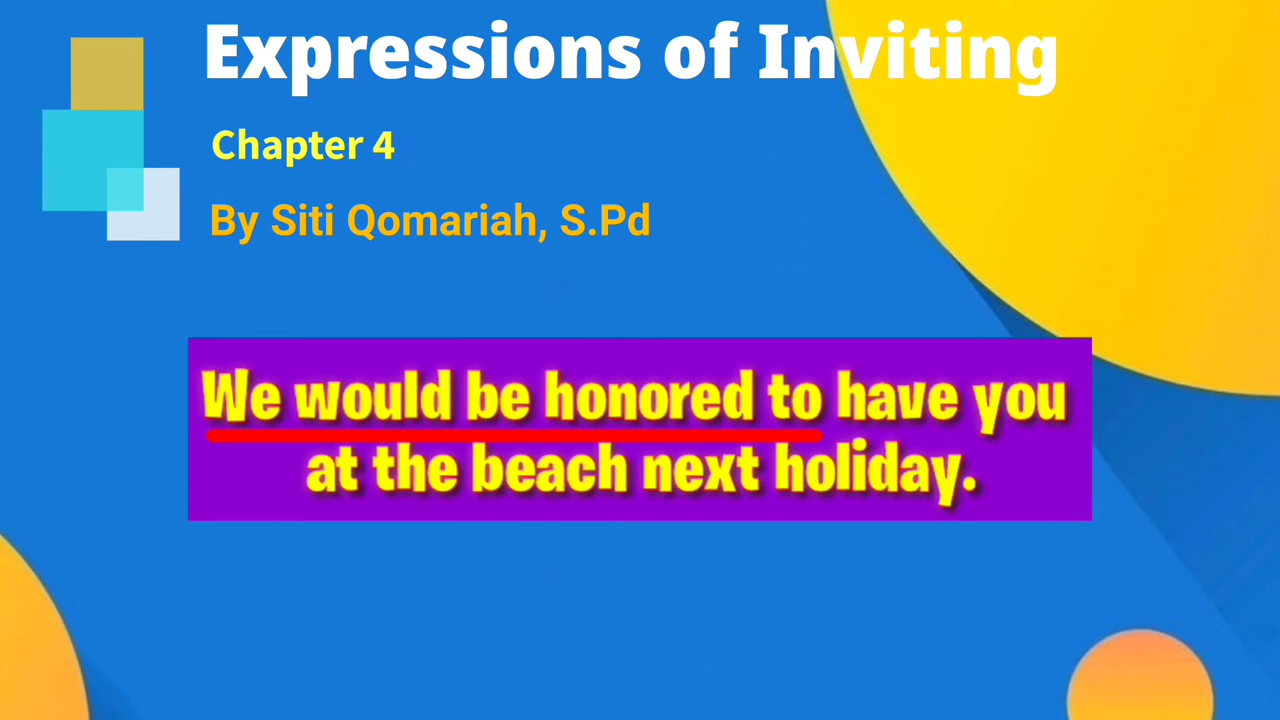 Expressions of Inviting
Chapter 4
By Siti Qomariah, S.Pd
We would be honored to have you
at the beach next holiday.